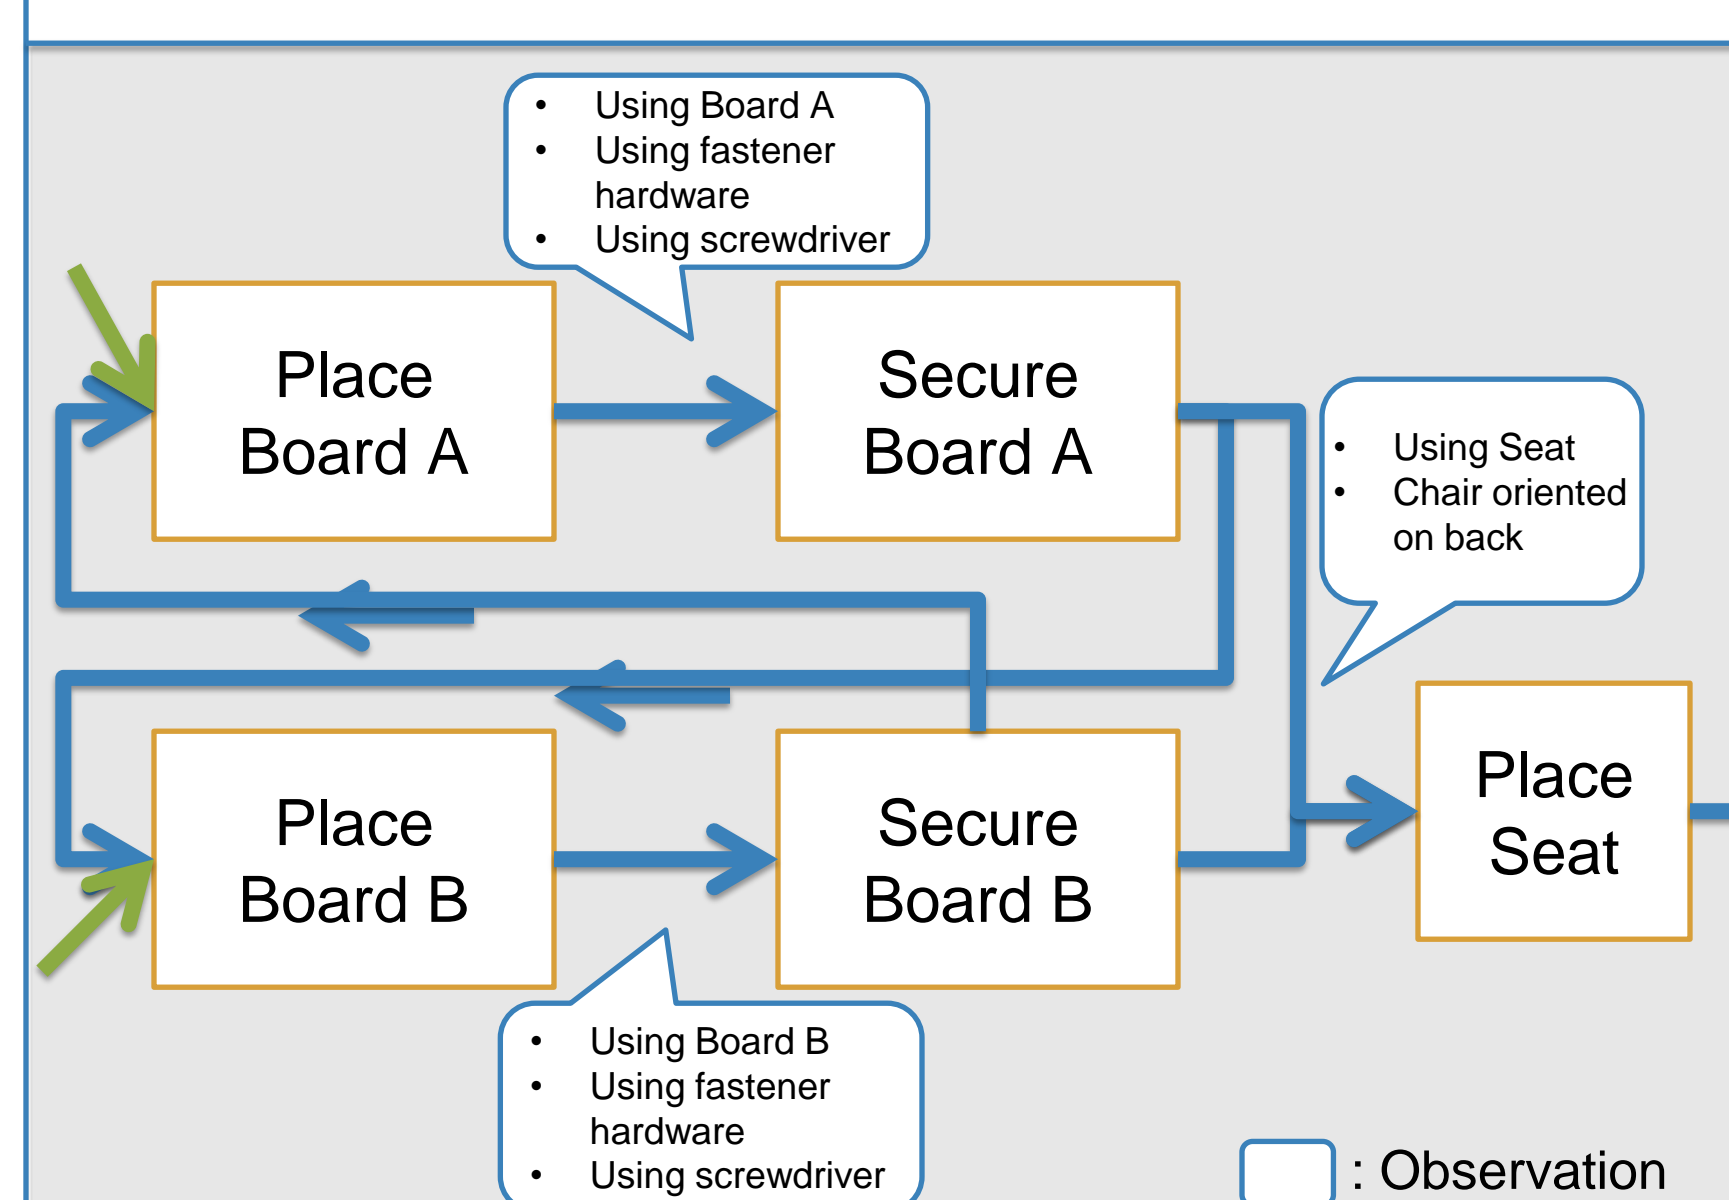 • Using Board A
• Using fastener
hardware
• Using screwdriver
Place
Board A
Secure
Board A
• Using Seat
• Chair oriented
on back
Place
Board B
Secure
Board B
Place
Seat
• Using Board B
• Using fastener
hardware
• Using screwdriver
: Observation